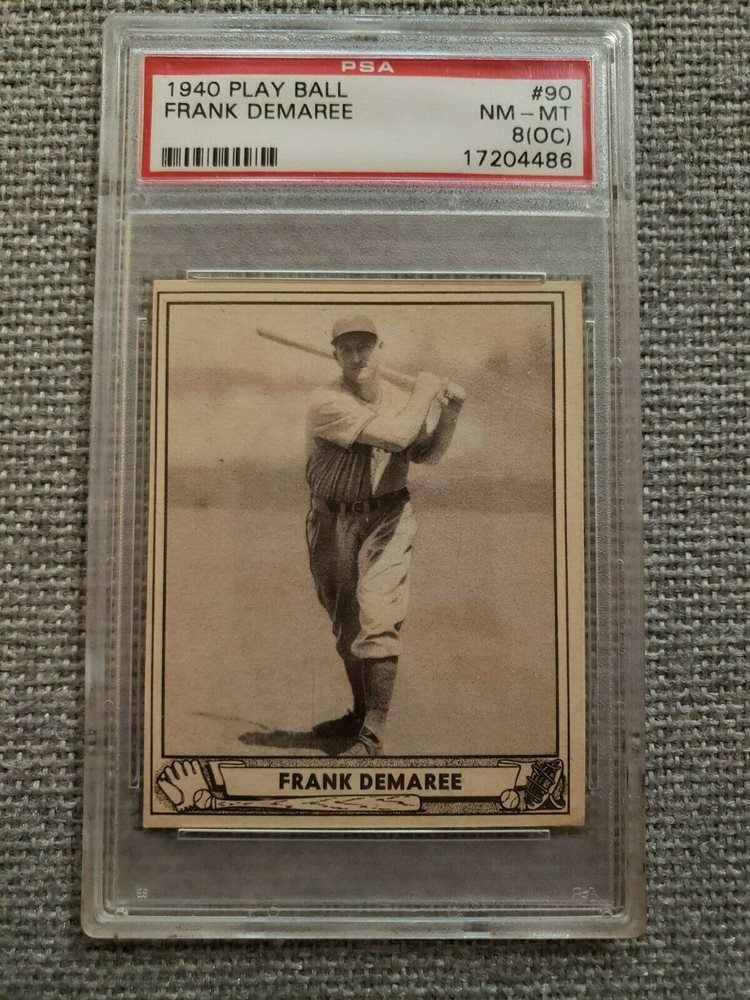 PSA
1940 PLAY BALL #90
FRANK DEMAREE NM-MT
8(OC)
17204486
FRANK DEMAREE